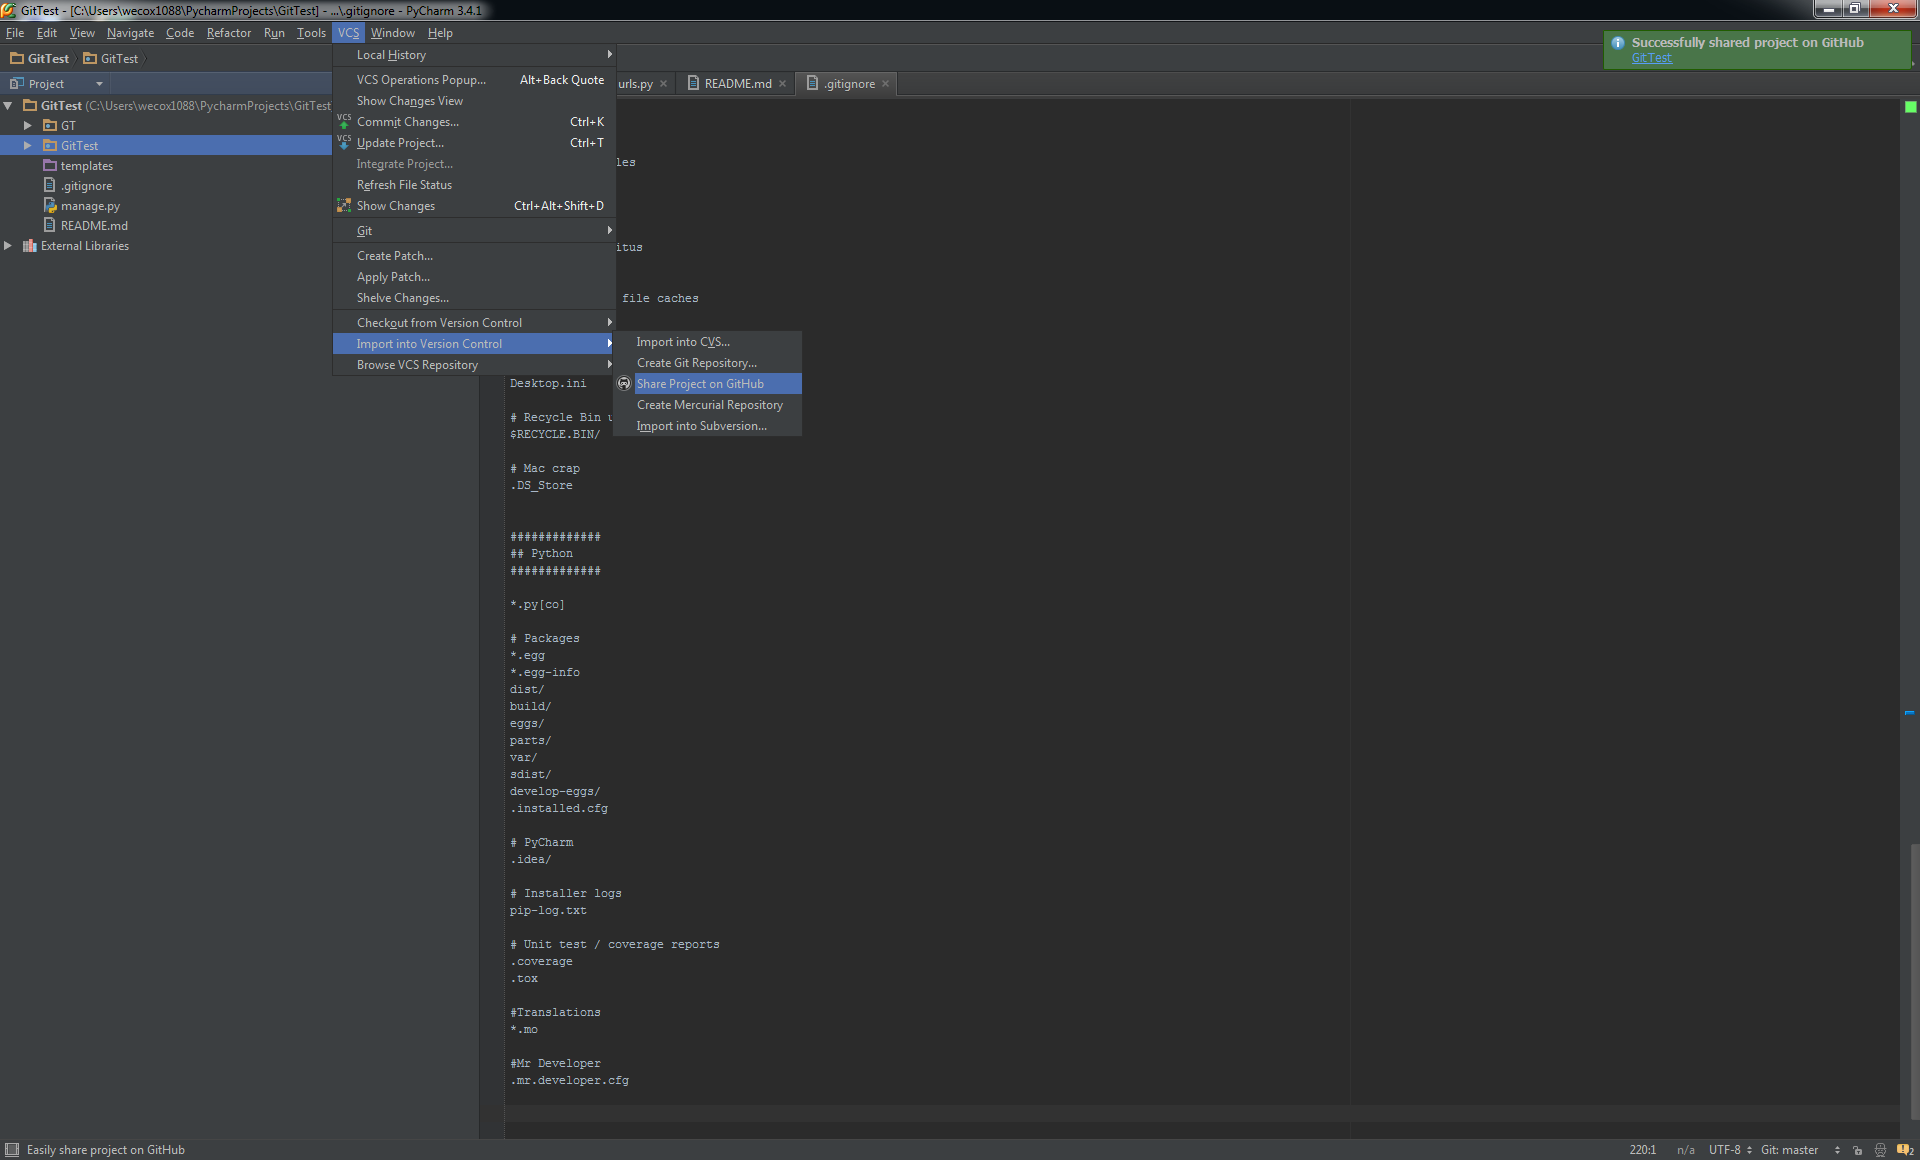 GitTest - [C:\Users\wecox1088\PycharmProjects\GitTest] - ...\.gitignore - PyCharm 3.4.1
File Edit View Navigate Code Refactor Run Tools VCS Window Help
GitTest GitTest
Successfully shared project on GitHub
GitTest
Project
urls.py README.md .gitignore
GitTest (C:\Users\wecox1088\PycharmProjects\GitTest
GT
GitTest
templates
.gitignore
manage.py
README.md
External Libraries
Local History
VCS Operations Popup... Alt+Back Quote
Show Changes View
VCS Commit Changes... Ctrl+K
VCS Update Project... Ctrl+T
Integrate Project...
Refresh File Status
Show Changes Ctrl+Alt+Shift+D
Git
Create Patch...
Apply Patch...
Shelve Changes...
Checkout from Version Control
Import into Version Control
Browse VCS Repository
Import into CVS...
Create Git Repository...
Share Project on GitHub
Create Mercurial Repository
Import into Subversion...
les
itus
file caches
Desktop.ini
# Recycle Bin u
$RECYCLE.BIN/
# Mac crap
.DS_Store
#############
## Python
#############
*.py[co]
# Packages
*.egg
*.egg-info
dist/
build/
eggs/
parts/
var/
sdist/
develop-eggs/
.installed.cfg
# PyCharm
.idea/
# Installer logs
pip-log.txt
# Unit test / coverage reports
.coverage
.tox
#Translations
*.mo
#Mr Developer
.mr.developer.cfg
Easily share project on GitHub
220:1 n/a UTF-8 Git: master 2